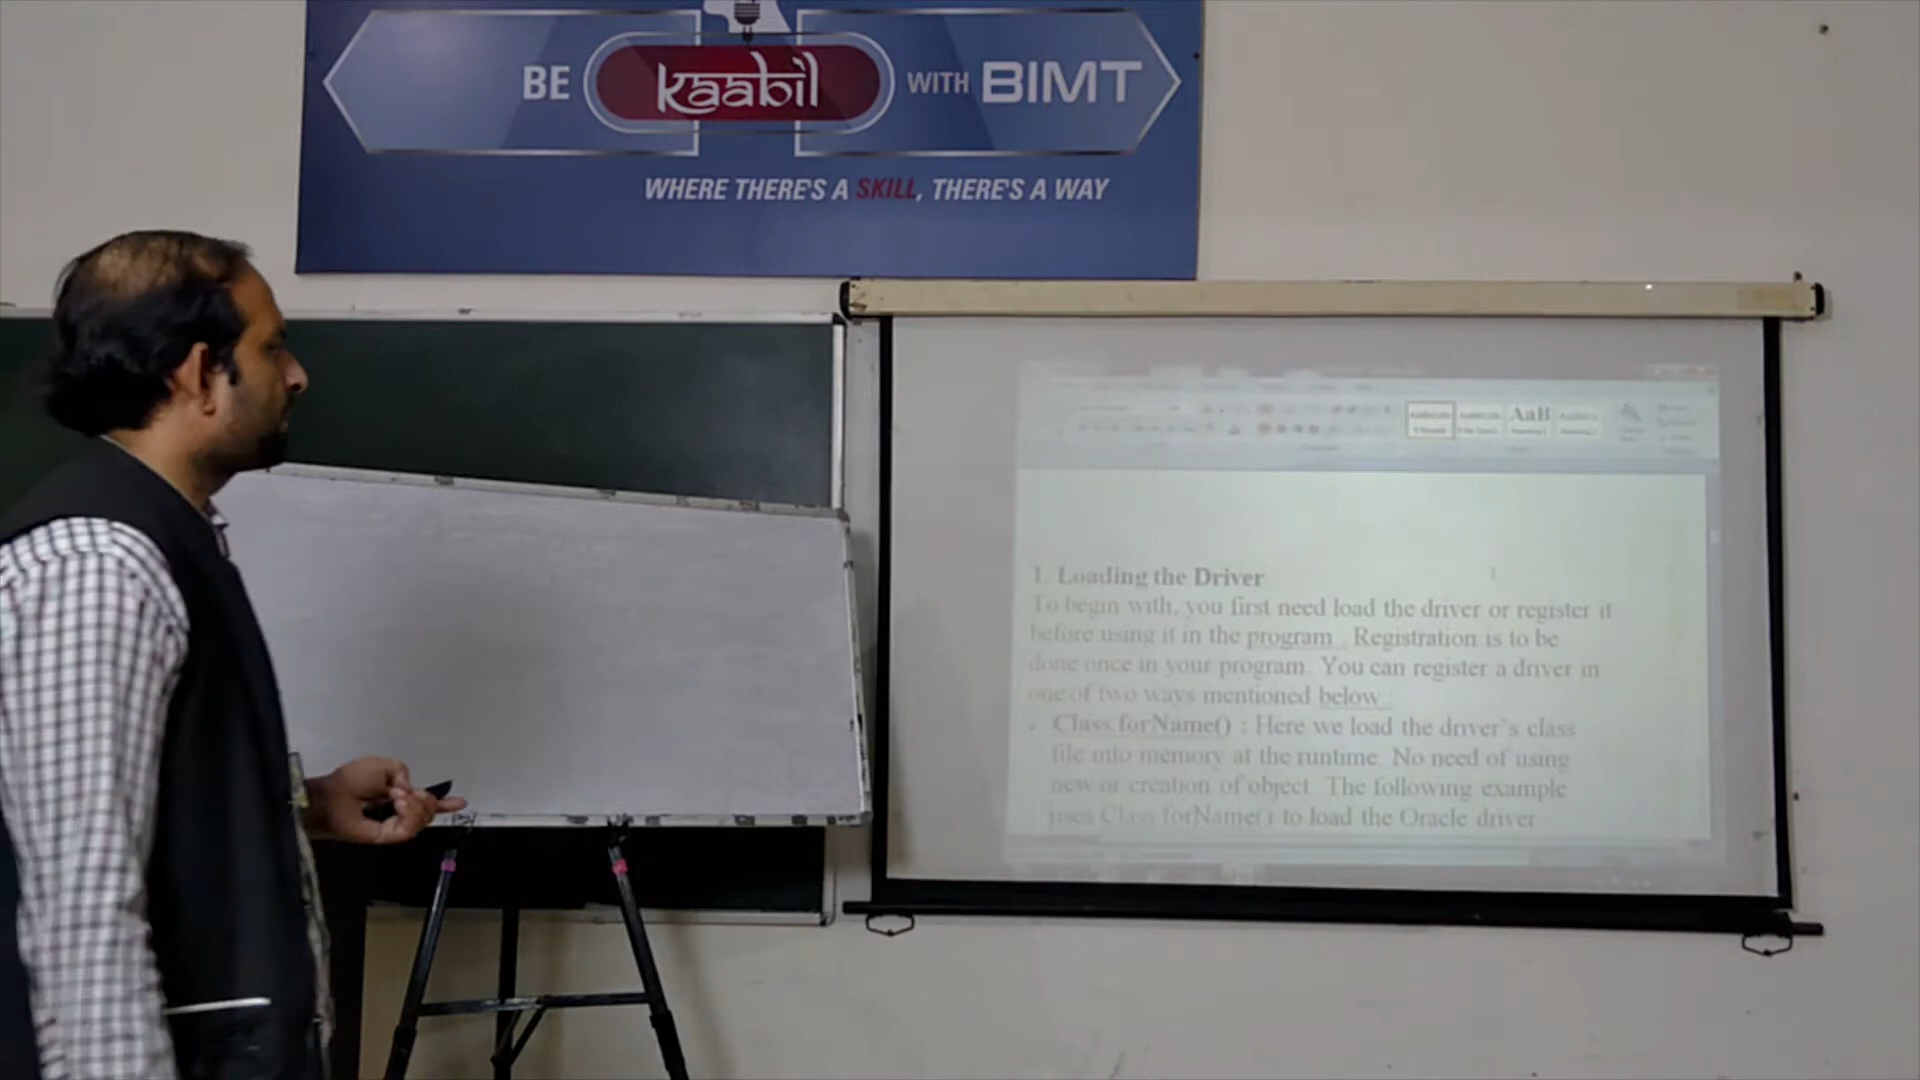 BE kaabil WITH BIMT
WHERE THERE'S A SKILL, THERE'S A WAY
AaB
1. Loading the Driver
To begin with, you first need load the driver or register it
before using it in the program . Registration is to be
done once in your program. You can register a driver in
one of two ways mentioned below :
• Class.forName() : Here we load the driver's class
file into memory at the runtime. No need of using
new or creation of object. The following example
uses Class.forName() to load the Oracle driver